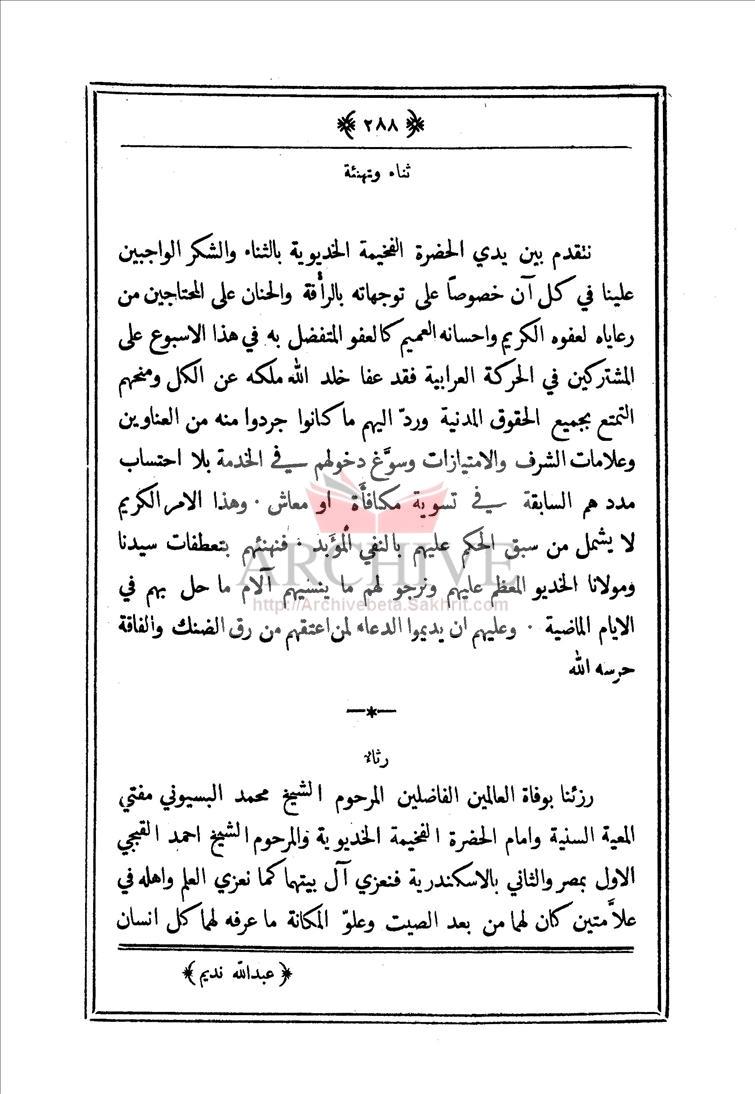 ﴿ ٢٨٨ ﴾
ثناء وتهنئة
نتقدم بين يدي الحضرة الفخيمة الخديوية بالثناء والشكر الواجبين
علينا في كل آن خصوصاً على توجهاته بالرأفة والحنان على المحتاجين من
رعاياه لعفوه الكريم واحسانه العميم كالعفو المتفضل به في هذا الاسبوع على
المشتركين في الحركة العرابية فقد عفا خلد الله ملكه عن الكل ومنحهم
التمتع بجميع الحقوق المدنية وردّ اليهم ما كانوا جردوا منه من العناوين
وعلامات الشرف والامتيازات وسوَّغ دخولهم في الخدمة بلا احتساب
مددهم السابقة في تسوية مكافأة او معاش . وهذا الامر الكريم
لا يشمل من سبق الحكم عليهم بالنفي المؤبد . فنهنئهم بتعطفات سيدنا
ARCHIVE
ومولانا الخديو المعظم عليهم ونرجو لهم ما ينسيهم آلام ما حل بهم في
http://Archivebeta.Sakhrit.com
الايام الماضية . وعليهم ان يديموا الدعاء لمن اعتقهم من رق الضنك والفاقة
حرسه الله
—*—
رثاء
رزئنا بوفاة العالمين الفاضلين المرحوم الشيخ محمد البسيوني مفتي
المعية السنية وامام الحضرة الفخيمة الخديوية والمرحوم الشيخ احمد القبجي
الاول بمصر والثاني بالاسكندرية فنعزي آل بيتهما كما نعزي العلم واهله في
علاَّمتين كان لهما من بعد الصيت وعلوّ المكانة ما عرفه لهما كل انسان
﴿ عبدالله نديم ﴾